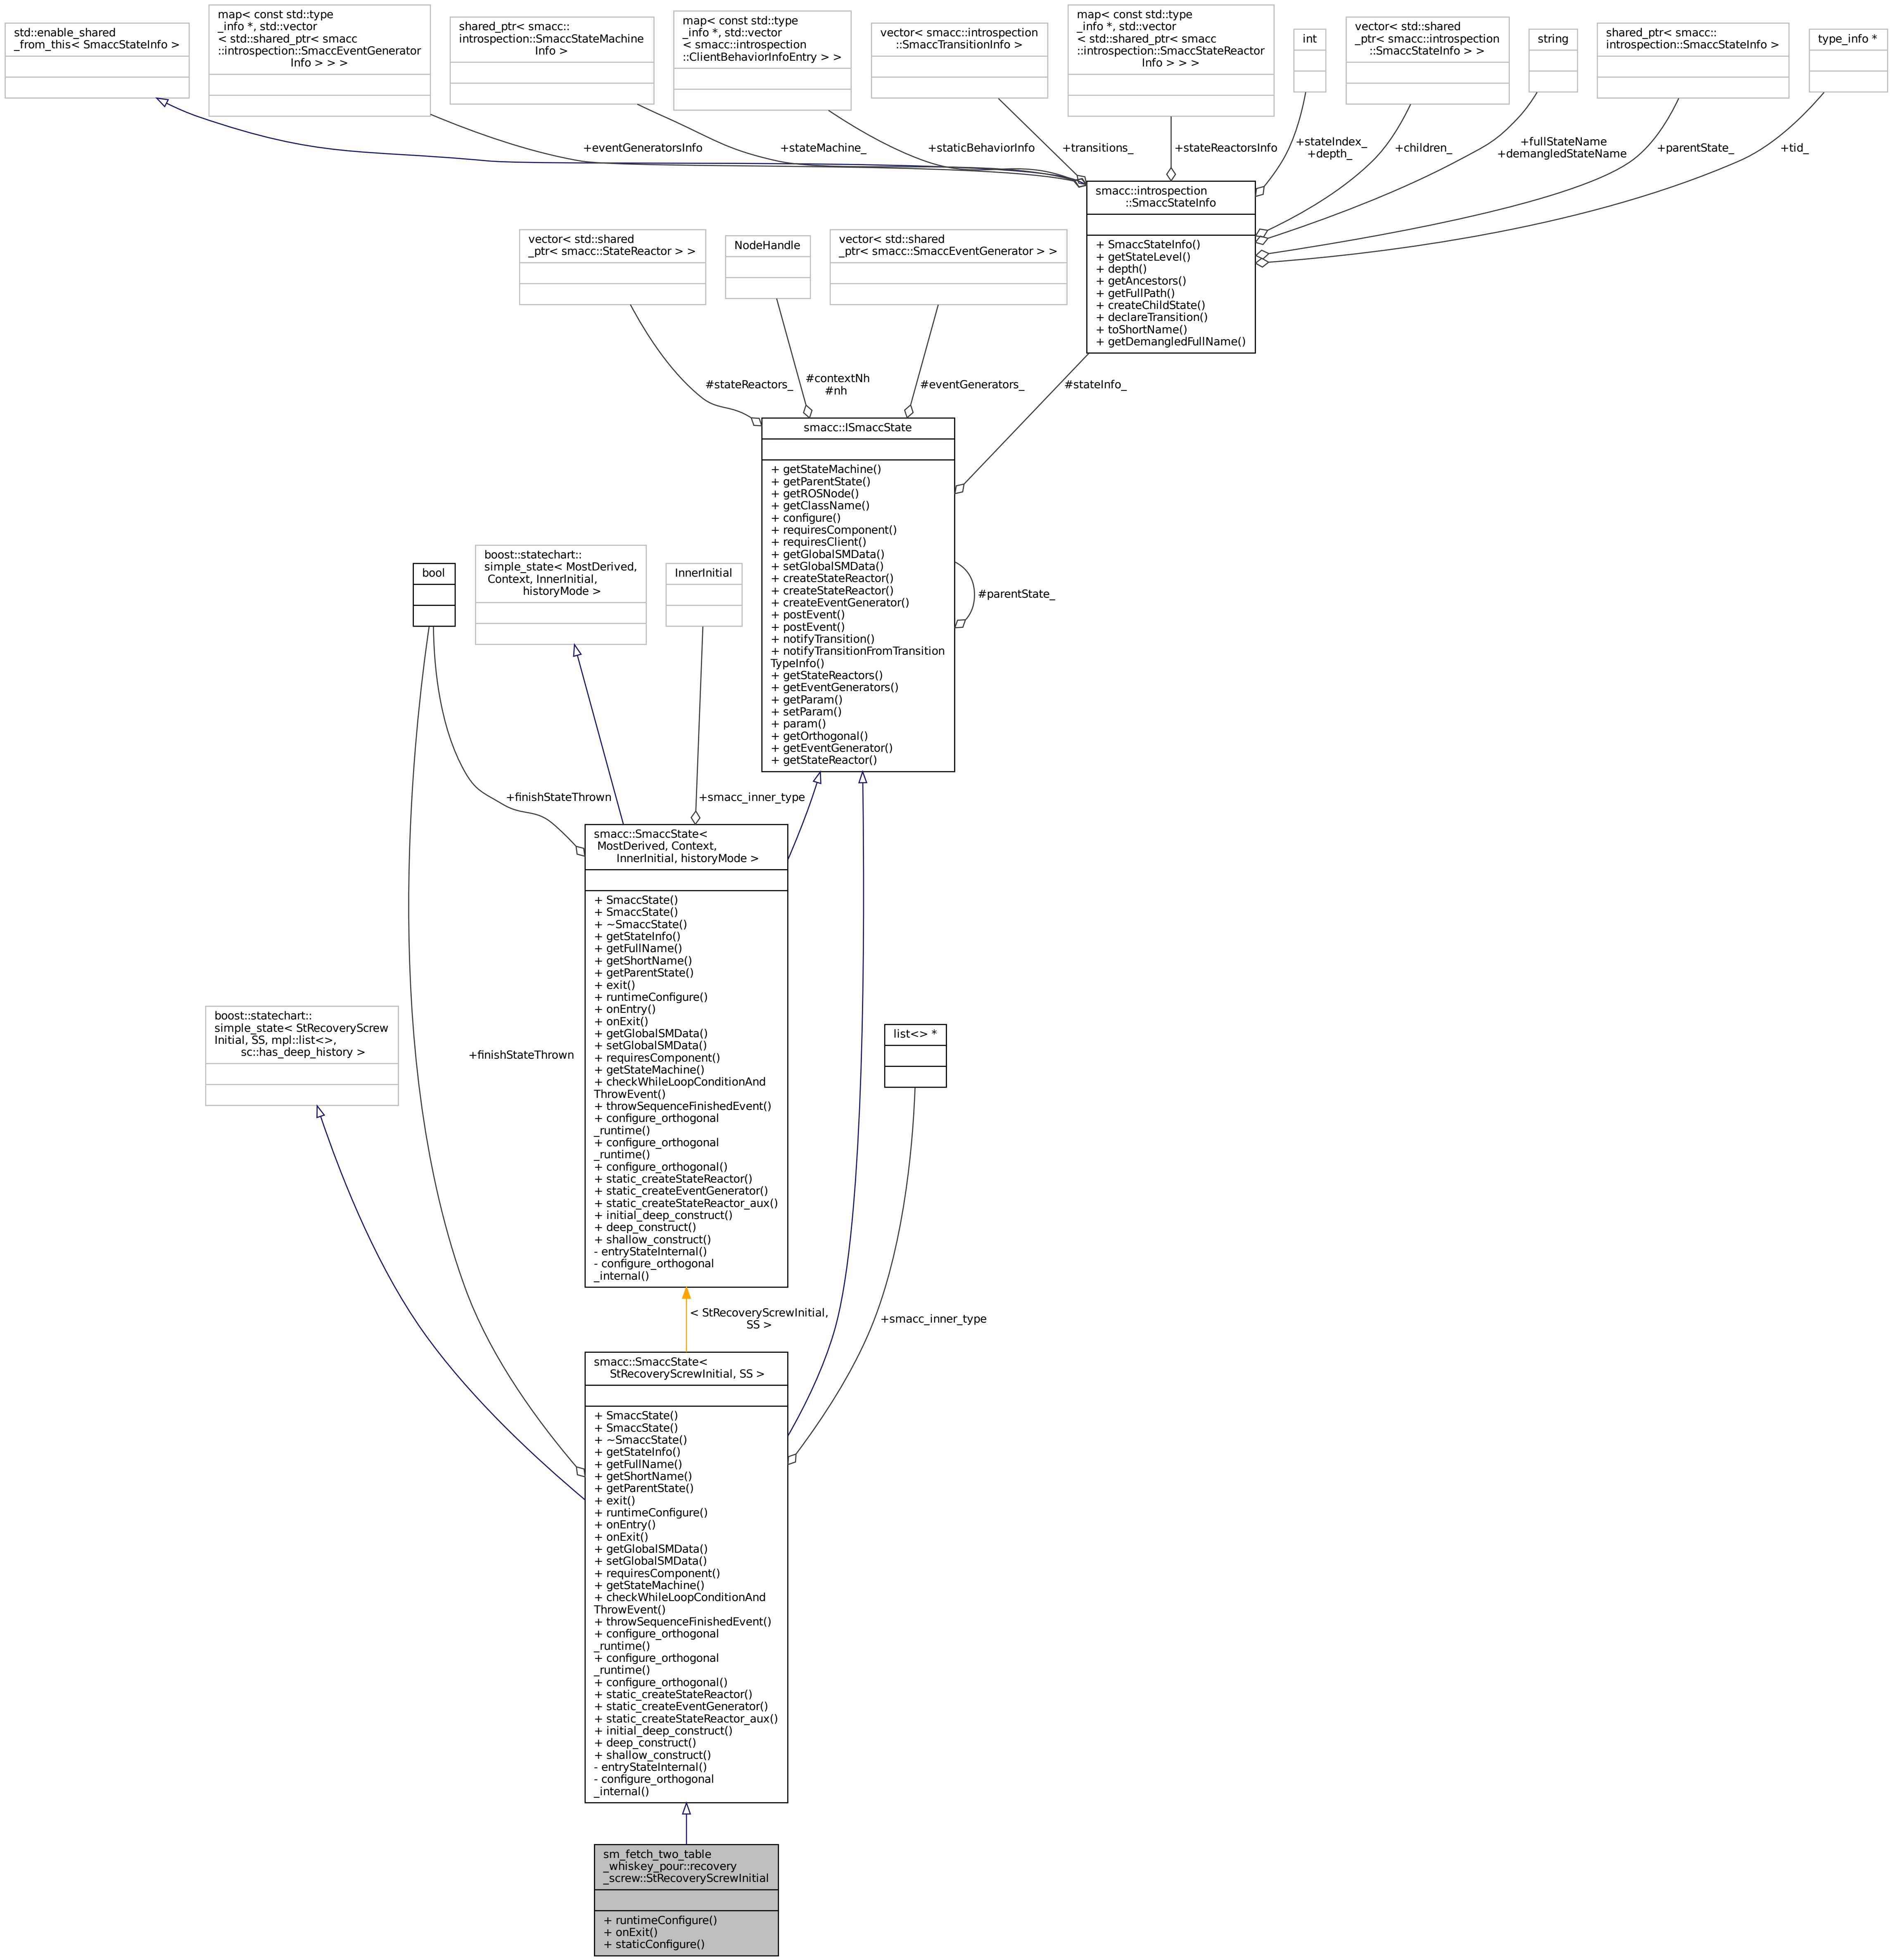 std::enable_shared
_from_this< SmaccStateInfo >
map< const std::type
_info *, std::vector
< std::shared_ptr< smacc
::introspection::SmaccEventGenerator
Info > > >
shared_ptr< smacc::
introspection::SmaccStateMachine
Info >
map< const std::type
_info *, std::vector
< smacc::introspection
::ClientBehaviorInfoEntry > >
vector< smacc::introspection
::SmaccTransitionInfo >
map< const std::type
_info *, std::vector
< std::shared_ptr< smacc
::introspection::SmaccStateReactor
Info > > >
int
vector< std::shared
_ptr< smacc::introspection
::SmaccStateInfo > >
string
shared_ptr< smacc::
introspection::SmaccStateInfo >
type_info *
+eventGeneratorsInfo
+stateMachine_
+staticBehaviorInfo
+transitions_
+stateReactorsInfo
+stateIndex_
+depth_
+children_
+fullStateName
+demangledStateName
+parentState_
+tid_
smacc::introspection
::SmaccStateInfo
+ SmaccStateInfo()
+ getStateLevel()
+ depth()
+ getAncestors()
+ getFullPath()
+ createChildState()
+ declareTransition()
+ toShortName()
+ getDemangledFullName()
vector< std::shared
_ptr< smacc::StateReactor > >
NodeHandle
vector< std::shared
_ptr< smacc::SmaccEventGenerator > >
#stateReactors_
#contextNh
#nh
#eventGenerators_
#stateInfo_
smacc::ISmaccState
+ getStateMachine()
+ getParentState()
+ getROSNode()
+ getClassName()
+ configure()
+ requiresComponent()
+ requiresClient()
+ getGlobalSMData()
+ setGlobalSMData()
+ createStateReactor()
+ createStateReactor()
+ createEventGenerator()
+ postEvent()
+ postEvent()
+ notifyTransition()
+ notifyTransitionFromTransition
TypeInfo()
+ getStateReactors()
+ getEventGenerators()
+ getParam()
+ setParam()
+ param()
+ getOrthogonal()
+ getEventGenerator()
+ getStateReactor()
#parentState_
bool
boost::statechart::
simple_state< MostDerived,
Context, InnerInitial,
historyMode >
InnerInitial
+finishStateThrown
+smacc_inner_type
smacc::SmaccState<
MostDerived, Context,
InnerInitial, historyMode >
+ SmaccState()
+ SmaccState()
+ ~SmaccState()
+ getStateInfo()
+ getFullName()
+ getShortName()
+ getParentState()
+ exit()
+ runtimeConfigure()
+ onEntry()
+ onExit()
+ getGlobalSMData()
+ setGlobalSMData()
+ requiresComponent()
+ getStateMachine()
+ checkWhileLoopConditionAnd
ThrowEvent()
+ throwSequenceFinishedEvent()
+ configure_orthogonal
_runtime()
+ configure_orthogonal
_runtime()
+ configure_orthogonal()
+ static_createStateReactor()
+ static_createEventGenerator()
+ static_createStateReactor_aux()
+ initial_deep_construct()
+ deep_construct()
+ shallow_construct()
- entryStateInternal()
- configure_orthogonal
_internal()
boost::statechart::
simple_state< StRecoveryScrew
Initial, SS, mpl::list<>,
sc::has_deep_history >
+finishStateThrown
list<> *
< StRecoveryScrewInitial,
SS >
+smacc_inner_type
smacc::SmaccState<
StRecoveryScrewInitial, SS >
+ SmaccState()
+ SmaccState()
+ ~SmaccState()
+ getStateInfo()
+ getFullName()
+ getShortName()
+ getParentState()
+ exit()
+ runtimeConfigure()
+ onEntry()
+ onExit()
+ getGlobalSMData()
+ setGlobalSMData()
+ requiresComponent()
+ getStateMachine()
+ checkWhileLoopConditionAnd
ThrowEvent()
+ throwSequenceFinishedEvent()
+ configure_orthogonal
_runtime()
+ configure_orthogonal
_runtime()
+ configure_orthogonal()
+ static_createStateReactor()
+ static_createEventGenerator()
+ static_createStateReactor_aux()
+ initial_deep_construct()
+ deep_construct()
+ shallow_construct()
- entryStateInternal()
- configure_orthogonal
_internal()
sm_fetch_two_table
_whiskey_pour::recovery
_screw::StRecoveryScrewInitial
+ runtimeConfigure()
+ onExit()
+ staticConfigure()